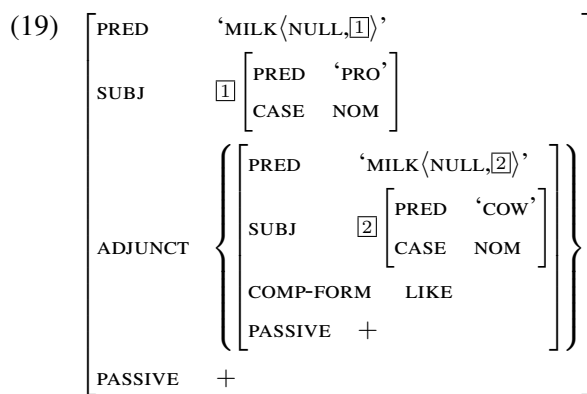 (19) PRED ‘MILK⟨NULL,1⟩’
SUBJ 1 PRED ‘PRO’
CASE NOM
ADJUNCT PRED ‘MILK⟨NULL,2⟩’
SUBJ 2 PRED ‘COW’
CASE NOM
COMP-FORM LIKE
PASSIVE +
PASSIVE +